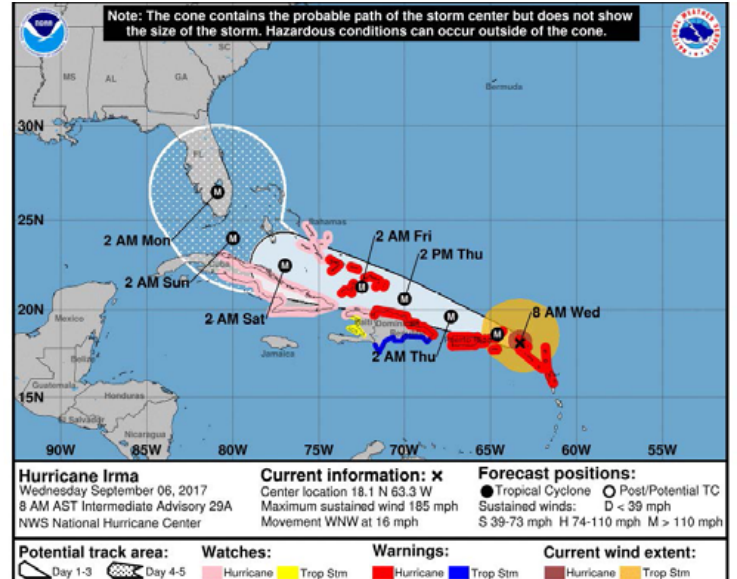 Note: The cone contains the probable path of the storm center but does not show
the size of the storm. Hazardous conditions can occur outside of the cone.
NOAA
SC
MS
AL
GA
Bermuda
30N
FL
25N
Bahamas
2 AM Mon
2 AM Fri
2 PM Thu
2 AM Sun
Cuba
2 AM Sat
8 AM Wed
20N
Mexico
Haiti
Dominican
Puerto Rico
Jamaica
2 AM Thu
Belize
Guatemala
Honduras
15N
El Salvador
Nicaragua
90W
85W
80W
75W
70W
65W
60W
55W
M
M
M
M
M
M
M
Hurricane Irma
Wednesday September 06, 2017
8 AM AST Intermediate Advisory 29A
NWS National Hurricane Center
Current information: x
Center location 18.1 N 63.3 W
Maximum sustained wind 185 mph
Movement WNW at 16 mph
Forecast positions:
Tropical Cyclone Post/Potential TC
Sustained winds: D < 39 mph
S 39-73 mph H 74-110 mph M > 110 mph
Potential track area:
Day 1-3 Day 4-5
Watches:
Hurricane Trop Stm
Warnings:
Hurricane Trop Stm
Current wind extent:
Hurricane Trop Stm